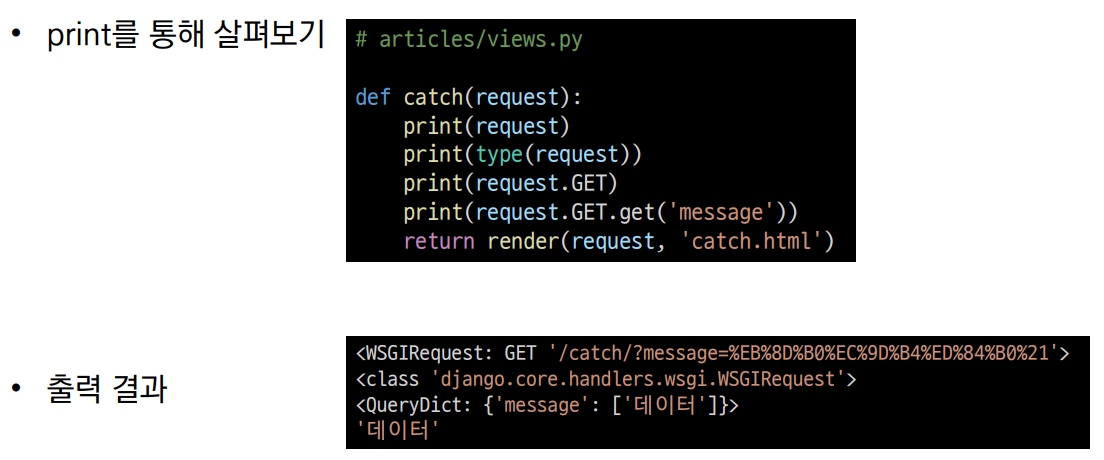 • print를 통해 살펴보기
# articles/views.py
def catch(request):
    print(request)
    print(type(request))
    print(request.GET)
    print(request.GET.get('message'))
    return render(request, 'catch.html')
• 출력 결과
<WSGIRequest: GET '/catch/?message=%EB%8D%B0%EC%9D%B4%ED%84%B0%21'>
<class 'django.core.handlers.wsgi.WSGIRequest'>
<QueryDict: {'message': ['데이터']}>
'데이터'